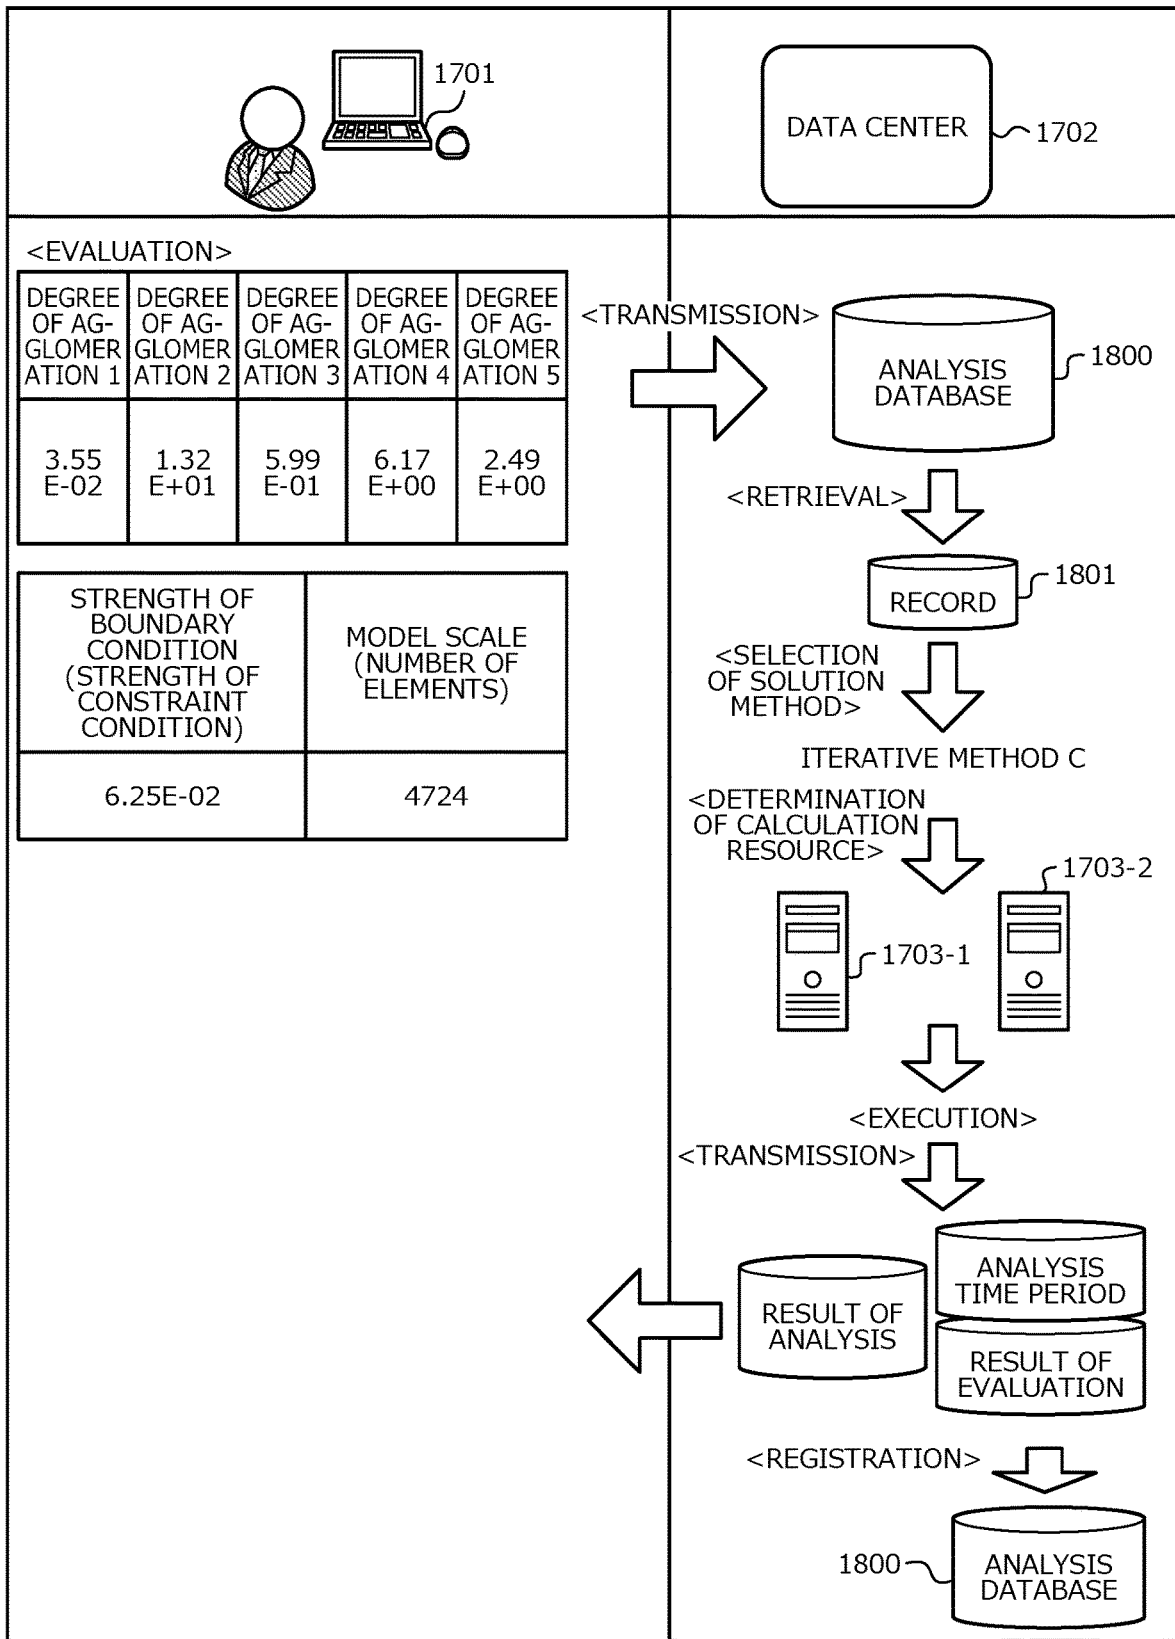 1701
DATA CENTER
1702
<EVALUATION>
DEGREE
OF AG-
GLOMER
ATION 1
DEGREE
OF AG-
GLOMER
ATION 2
DEGREE
OF AG-
GLOMER
ATION 3
DEGREE
OF AG-
GLOMER
ATION 4
DEGREE
OF AG-
GLOMER
ATION 5
3.55
E-02
1.32
E+01
5.99
E-01
6.17
E+00
2.49
E+00
STRENGTH OF
BOUNDARY
CONDITION
(STRENGTH OF
CONSTRAINT
CONDITION)
MODEL SCALE
(NUMBER OF
ELEMENTS)
6.25E-02
4724
<TRANSMISSION>
ANALYSIS
DATABASE
1800
<RETRIEVAL>
RECORD
1801
<SELECTION
OF SOLUTION
METHOD>
ITERATIVE METHOD C
<DETERMINATION
OF CALCULATION
RESOURCE>
1703-1
1703-2
<EXECUTION>
<TRANSMISSION>
RESULT OF
ANALYSIS
ANALYSIS
TIME PERIOD
RESULT OF
EVALUATION
<REGISTRATION>
1800
ANALYSIS
DATABASE